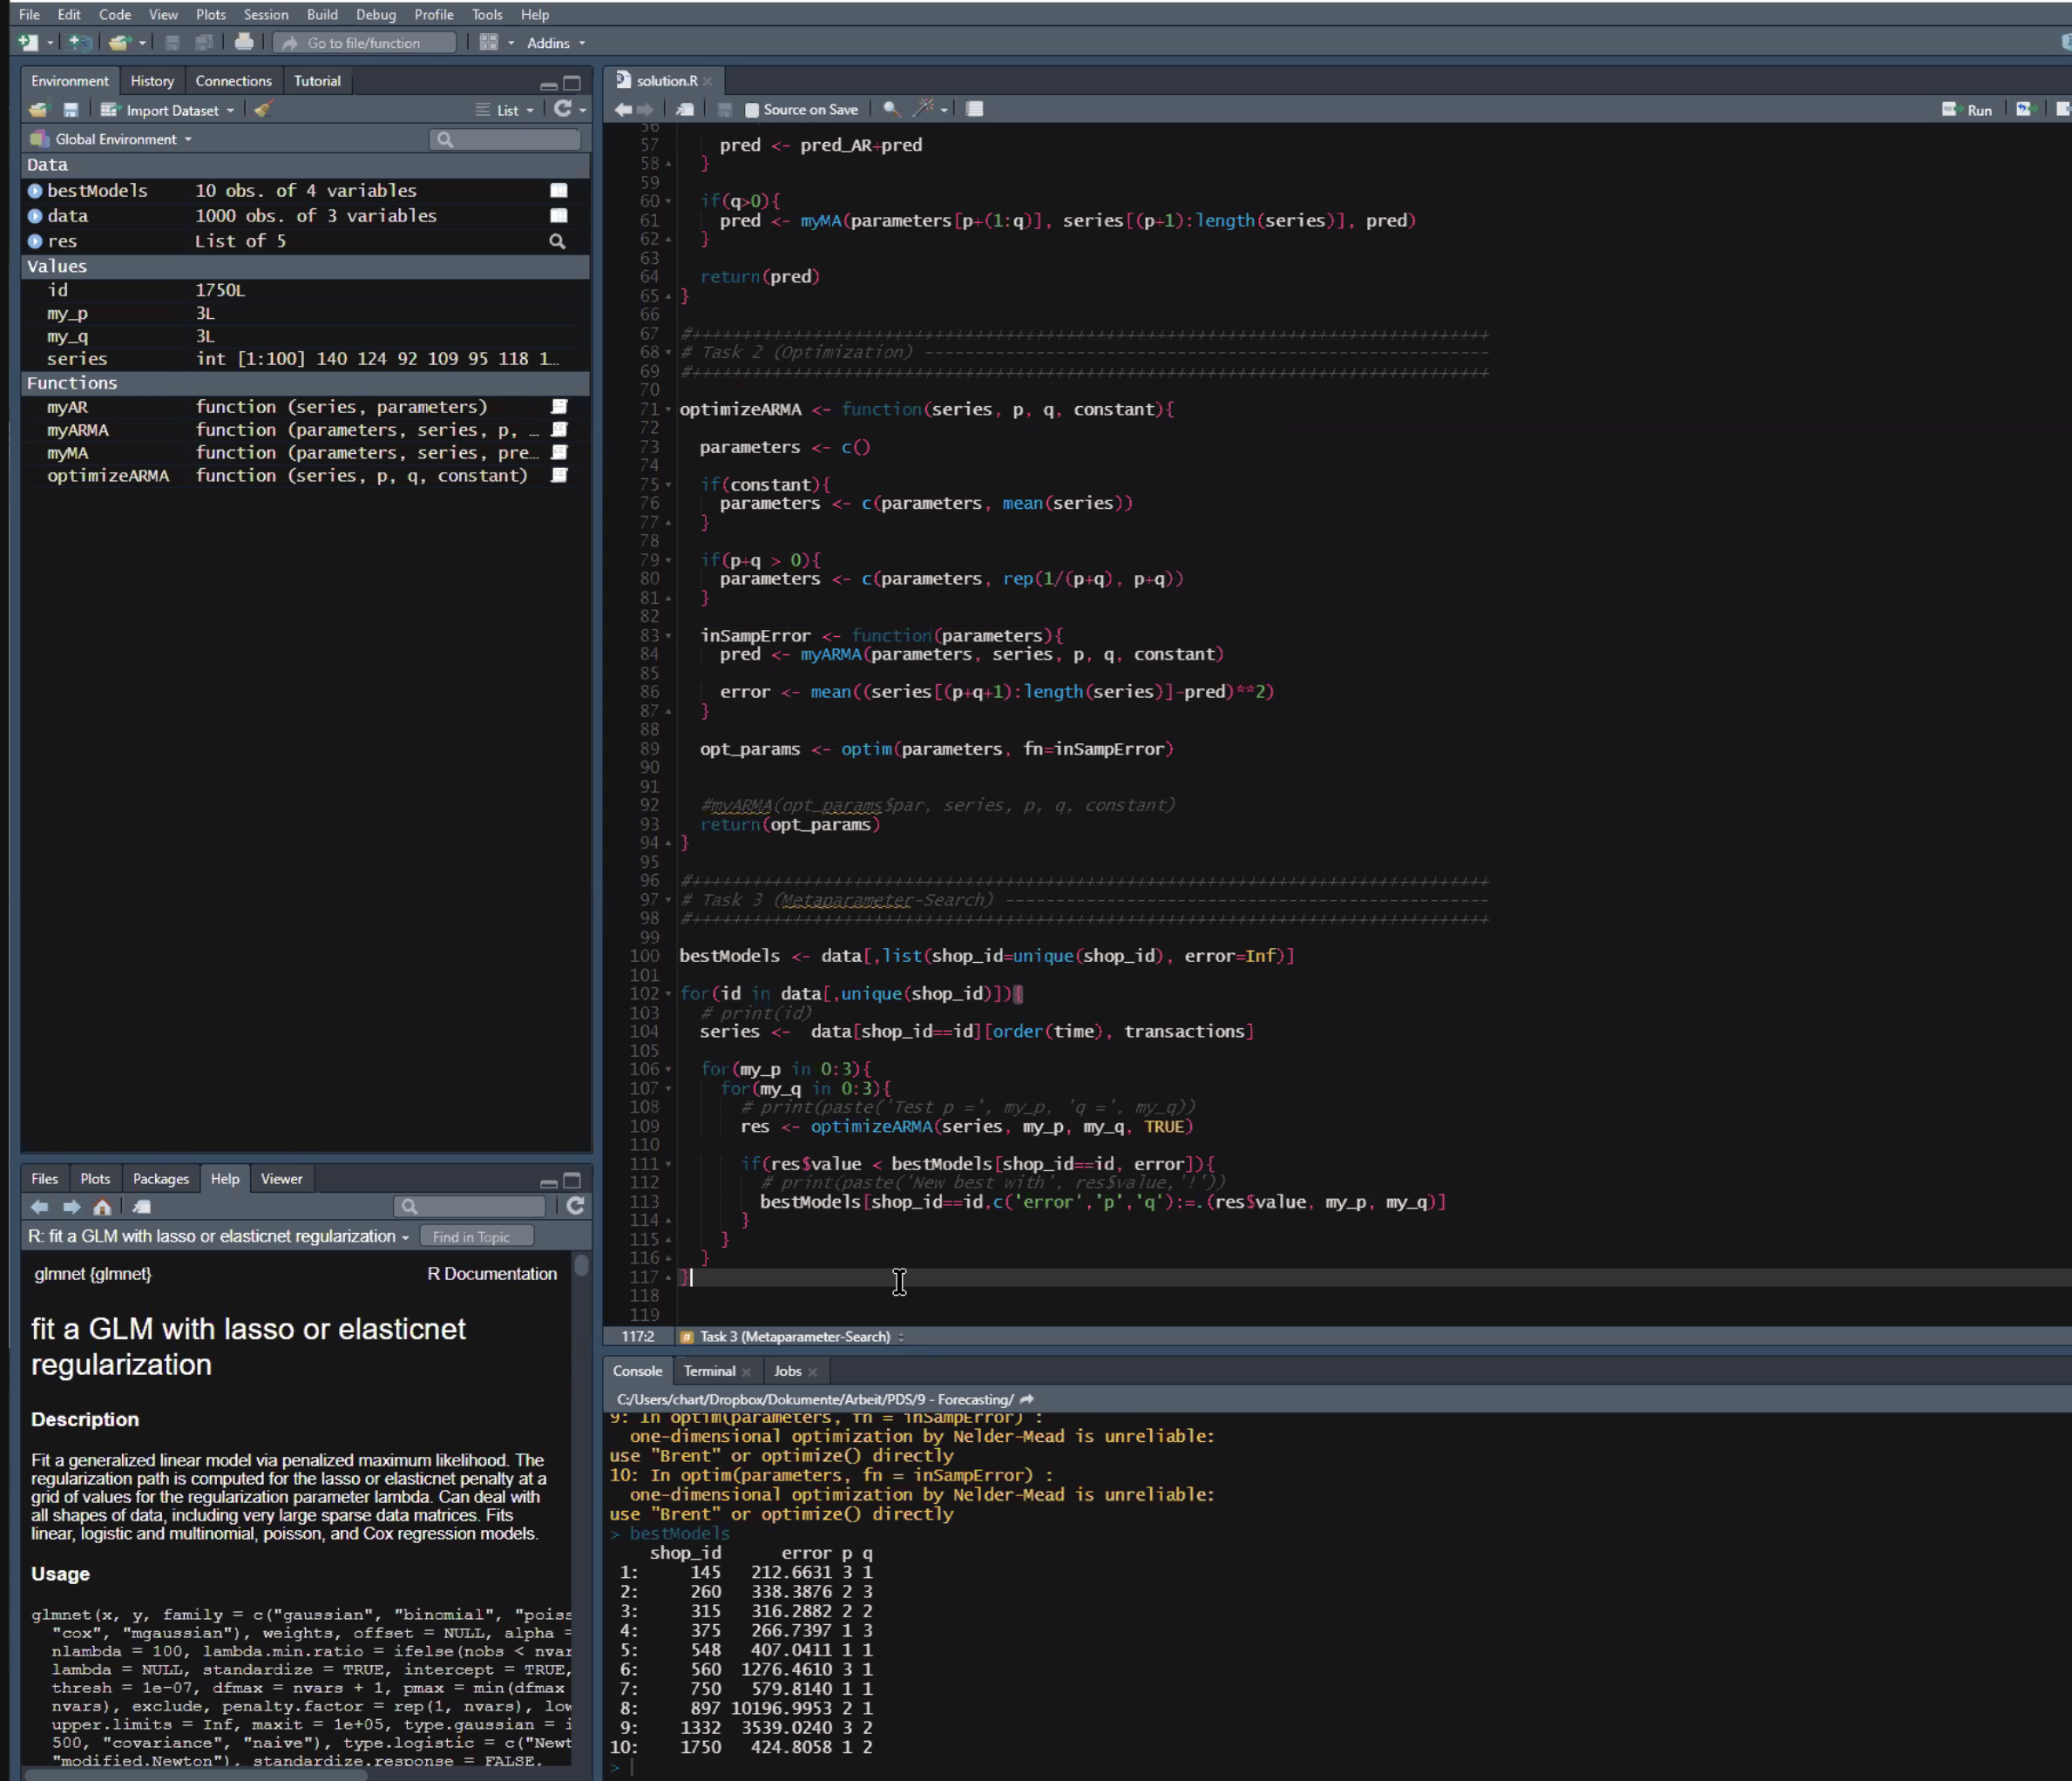 File Edit Code View Plots Session Build Debug Profile Tools Help
Go to file/function Addins
Environment History Connections Tutorial
Import Dataset List
Global Environment
Data
bestModels 10 obs. of 4 variables
data 1000 obs. of 3 variables
res List of 5
Values
id 1750L
my_p 3L
my_q 3L
series int [1:100] 140 124 92 109 95 118 1…
Functions
myAR function (series, parameters)
myARMA function (parameters, series, p, …
myMA function (parameters, series, pre…
optimizeARMA function (series, p, q, constant)
Files Plots Packages Help Viewer
R: fit a GLM with lasso or elasticnet regularization Find in Topic
glmnet {glmnet} R Documentation
fit a GLM with lasso or elasticnet
regularization
Description
Fit a generalized linear model via penalized maximum likelihood. The
regularization path is computed for the lasso or elasticnet penalty at a
grid of values for the regularization parameter lambda. Can deal with
all shapes of data, including very large sparse data matrices. Fits
linear, logistic and multinomial, poisson, and Cox regression models.
Usage
glmnet(x, y, family = c("gaussian", "binomial", "poiss
"cox", "mgaussian"), weights, offset = NULL, alpha =
nlambda = 100, lambda.min.ratio = ifelse(nobs < nvar
lambda = NULL, standardize = TRUE, intercept = TRUE,
thresh = 1e-07, dfmax = nvars + 1, pmax = min(dfmax
nvars), exclude, penalty.factor = rep(1, nvars), low
upper.limits = Inf, maxit = 1e+05, type.gaussian = i
500, "covariance", "naive"), type.logistic = c("Newt
"modified.Newton"), standardize.response = FALSE,
solution.R
Source on Save Run
56
57 pred <- pred_AR+pred
58 }
59
60 if(q>0){
61 pred <- myMA(parameters[p+(1:q)], series[(p+1):length(series)], pred)
62 }
63
64 return(pred)
65 }
66
67 #++++++++++++++++++++++++++++++++++++++++++++++++++++++++++++++++++++++++++++++++
68 # Task 2 (Optimization) --------------------------------------------------------
69 #++++++++++++++++++++++++++++++++++++++++++++++++++++++++++++++++++++++++++++++++
70
71 optimizeARMA <- function(series, p, q, constant){
72
73 parameters <- c()
74
75 if(constant){
76 parameters <- c(parameters, mean(series))
77 }
78
79 if(p+q > 0){
80 parameters <- c(parameters, rep(1/(p+q), p+q))
81 }
82
83 inSampError <- function(parameters){
84 pred <- myARMA(parameters, series, p, q, constant)
85
86 error <- mean((series[(p+q+1):length(series)]-pred)**2)
87 }
88
89 opt_params <- optim(parameters, fn=inSampError)
90
91
92 #myARMA(opt_params$par, series, p, q, constant)
93 return(opt_params)
94 }
95
96 #++++++++++++++++++++++++++++++++++++++++++++++++++++++++++++++++++++++++++++++++
97 # Task 3 (Metaparameter-Search) ------------------------------------------------
98 #++++++++++++++++++++++++++++++++++++++++++++++++++++++++++++++++++++++++++++++++
99
100 bestModels <- data[,list(shop_id=unique(shop_id), error=Inf)]
101
102 for(id in data[,unique(shop_id)]){
103 # print(id)
104 series <- data[shop_id==id][order(time), transactions]
105
106 for(my_p in 0:3){
107 for(my_q in 0:3){
108 # print(paste('Test p =', my_p, 'q =', my_q))
109 res <- optimizeARMA(series, my_p, my_q, TRUE)
110
111 if(res$value < bestModels[shop_id==id, error]){
112 # print(paste('New best with', res$value,'!'))
113 bestModels[shop_id==id,c('error','p','q'):=.(res$value, my_p, my_q)]
114 }
115 }
116 }
117 }
118
119
117:2 # Task 3 (Metaparameter-Search)
Console Terminal Jobs
C:/Users/chart/Dropbox/Dokumente/Arbeit/PDS/9 - Forecasting/
9: In optim(parameters, fn = inSampError) :
one-dimensional optimization by Nelder-Mead is unreliable:
use "Brent" or optimize() directly
10: In optim(parameters, fn = inSampError) :
one-dimensional optimization by Nelder-Mead is unreliable:
use "Brent" or optimize() directly
> bestModels
shop_id error p q
1: 145 212.6631 3 1
2: 260 338.3876 2 3
3: 315 316.2882 2 2
4: 375 266.7397 1 3
5: 548 407.0411 1 1
6: 560 1276.4610 3 1
7: 750 579.8140 1 1
8: 897 10196.9953 2 1
9: 1332 3539.0240 3 2
10: 1750 424.8058 1 2
>